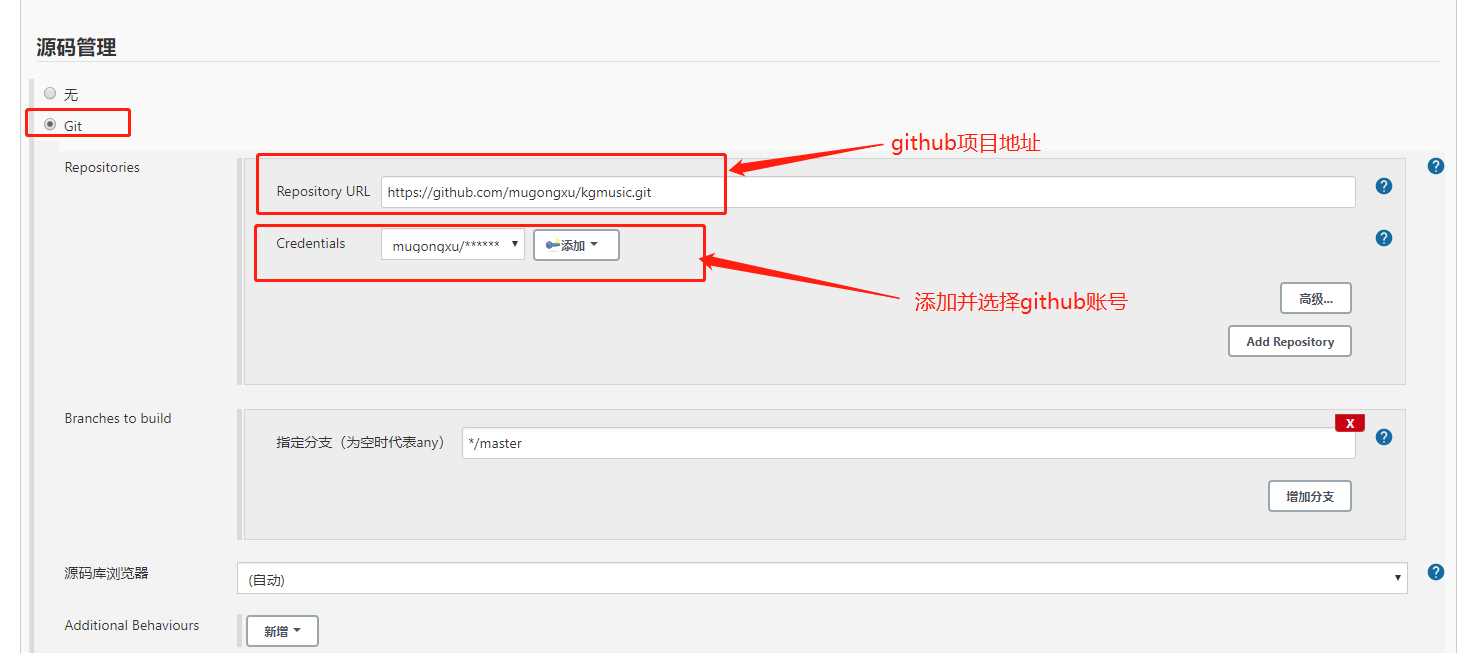 源码管理
无
Git
github项目地址
Repositories
Repository URL https://github.com/mugongxu/kgmusic.git
Credentials mugongxu/****** 添加
添加并选择github账号
高级...
Add Repository
Branches to build
X
指定分支（为空时代表any） */master
增加分支
源码库浏览器 (自动)
Additional Behaviours 新增